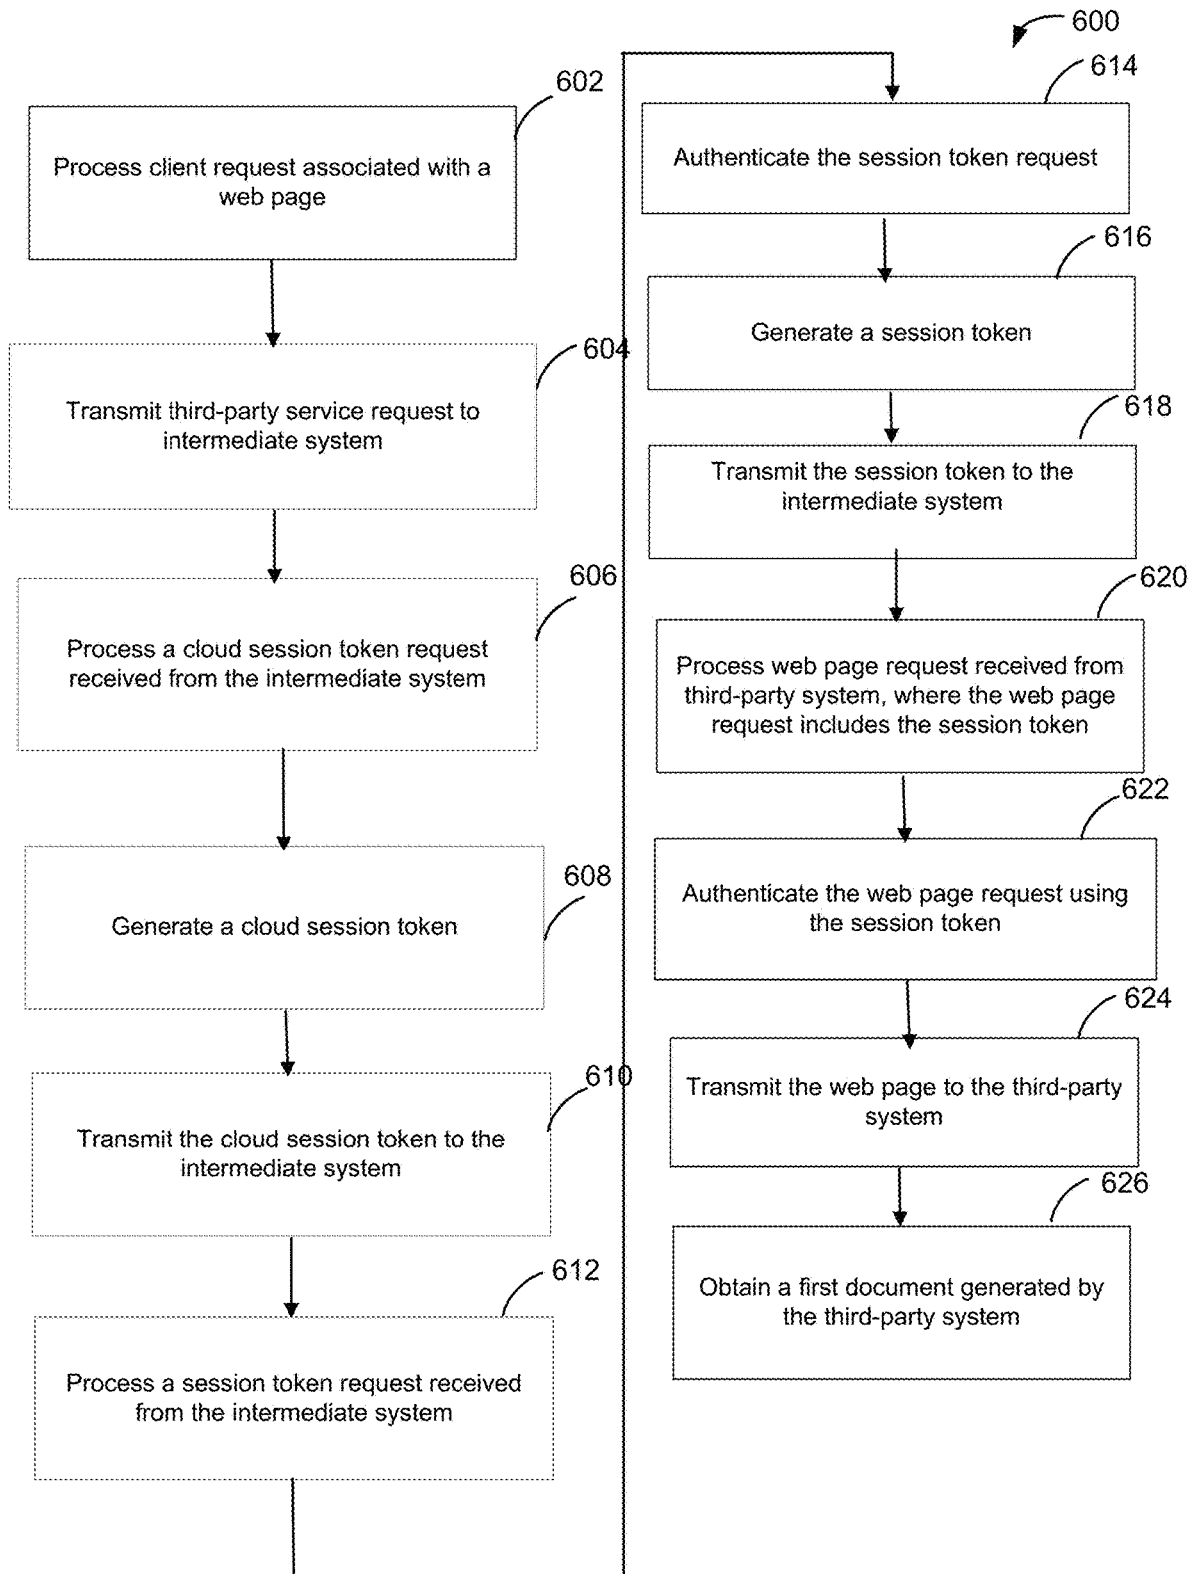 600
602
Process client request associated with a
web page
604
Transmit third-party service request to
intermediate system
606
Process a cloud session token request
received from the intermediate system
608
Generate a cloud session token
610
Transmit the cloud session token to the
intermediate system
612
Process a session token request received
from the intermediate system
614
Authenticate the session token request
616
Generate a session token
618
Transmit the session token to the
intermediate system
620
Process web page request received from
third-party system, where the web page
request includes the session token
622
Authenticate the web page request using
the session token
624
Transmit the web page to the third-party
system
626
Obtain a first document generated by
the third-party system